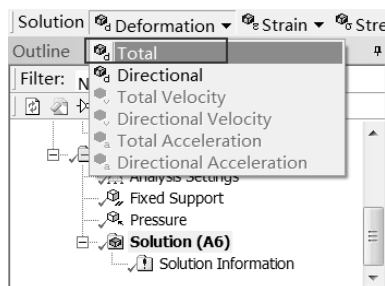 Solution Deformation Strain Stre
Outline
Total
Filter: N
Directional
Total Velocity
Directional Velocity
Total Acceleration
Directional Acceleration
Analysis Settings
Fixed Support
Pressure
Solution (A6)
Solution Information